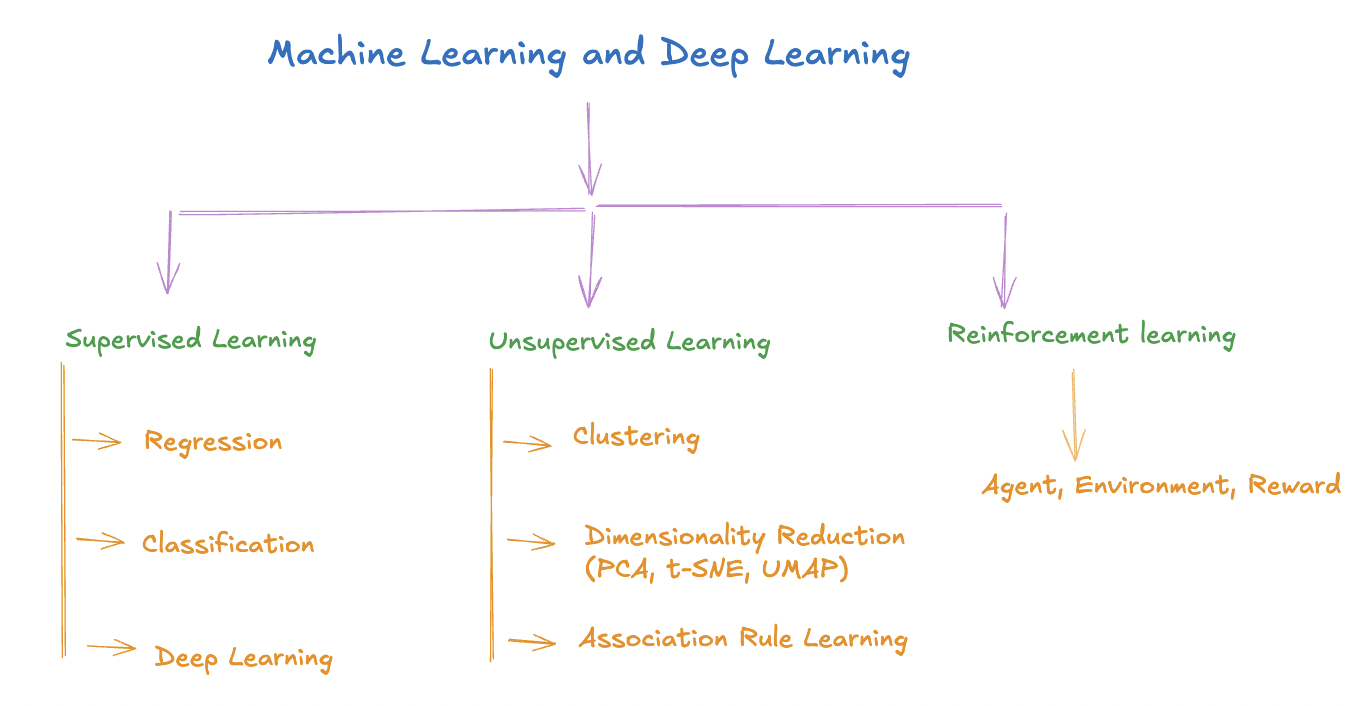 Machine Learning and Deep Learning
Supervised Learning
Regression
Classification
Deep Learning
Unsupervised Learning
Clustering
Dimensionality Reduction
(PCA, t-SNE, UMAP)
Association Rule Learning
Reinforcement learning
Agent, Environment, Reward